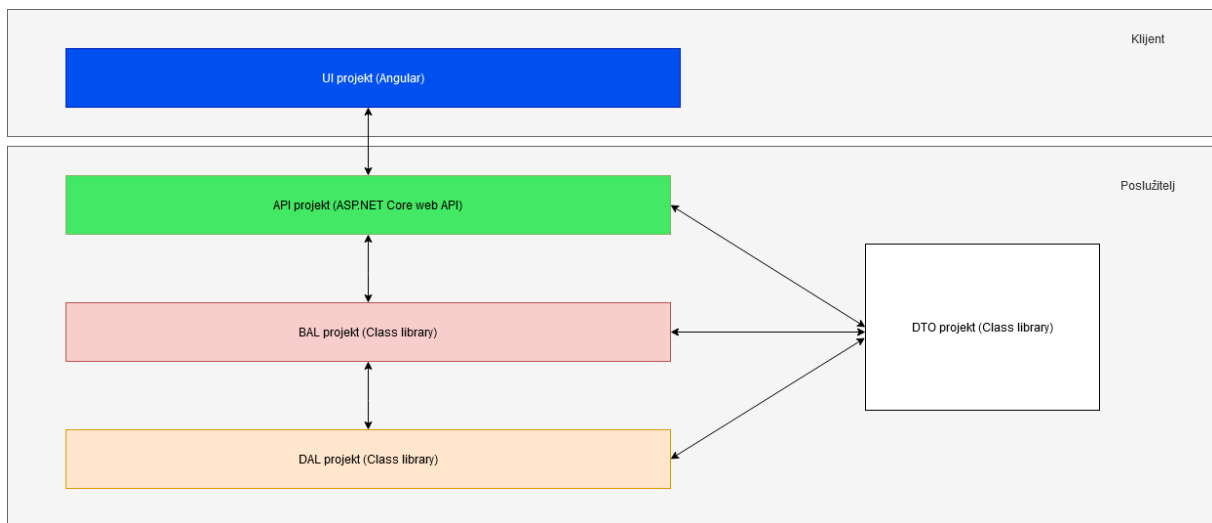 Klijent
UI projekt (Angular)
Poslužitelj
API projekt (ASP.NET Core web API)
BAL projekt (Class library)
DTO projekt (Class library)
DAL projekt (Class library)